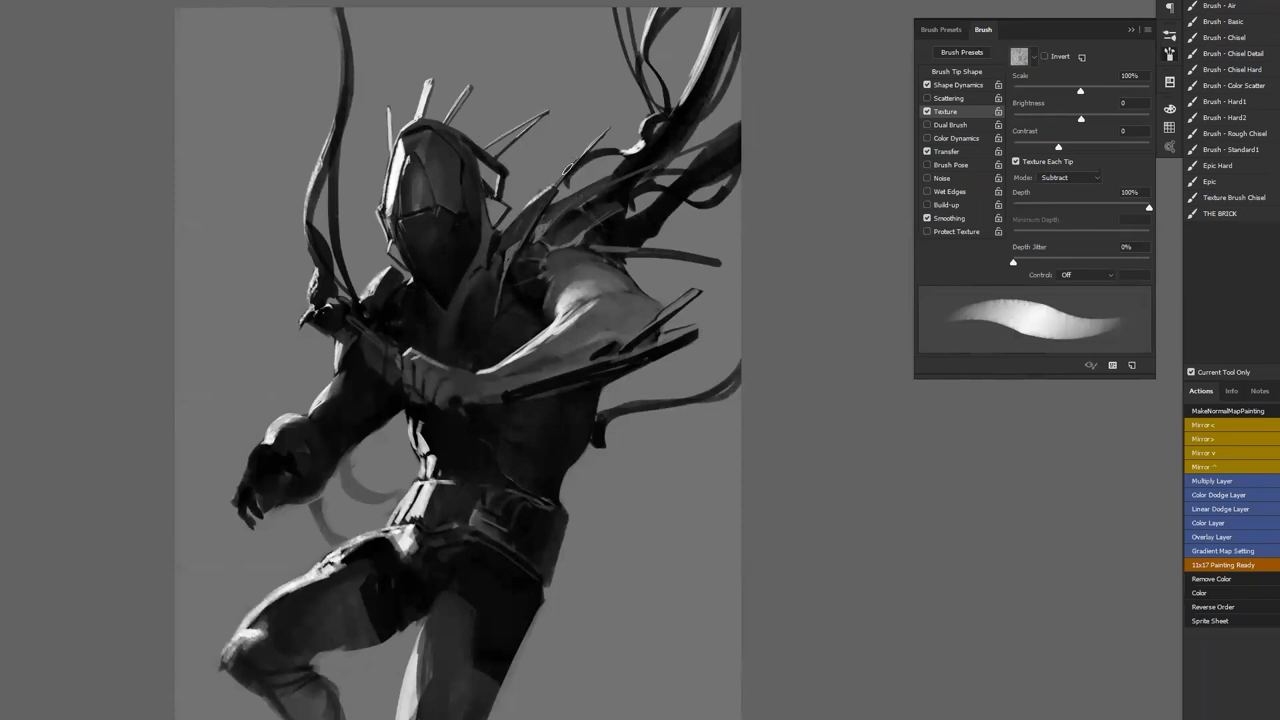 Brush Presets Brush
Brush Presets
Invert
Brush Tip Shape
Scale 100%
Shape Dynamics
Scattering
Brightness 0
Texture
Dual Brush
Contrast 0
Color Dynamics
Transfer
Texture Each Tip
Brush Pose
Mode: Subtract
Noise
Wet Edges
Depth 100%
Build-up
Smoothing
Minimum Depth
Protect Texture
Depth Jitter 0%
Control: Off
Brush - Air
Brush - Basic
Brush - Chisel
Brush - Chisel Detail
Brush - Chisel Hard
Brush - Color Scatter
Brush - Hard1
Brush - Hard2
Brush - Rough Chisel
Brush - Standard1
Epic Hard
Epic
Texture Brush Chisel
THE BRICK
Current Tool Only
Actions Info Notes
MakeNormalMapPainting
Mirror<
Mirror>
Mirror v
Mirror ^
Multiply Layer
Color Dodge Layer
Linear Dodge Layer
Color Layer
Overlay Layer
Gradient Map Setting
11x17 Painting Ready
Remove Color
Color
Reverse Order
Sprite Sheet